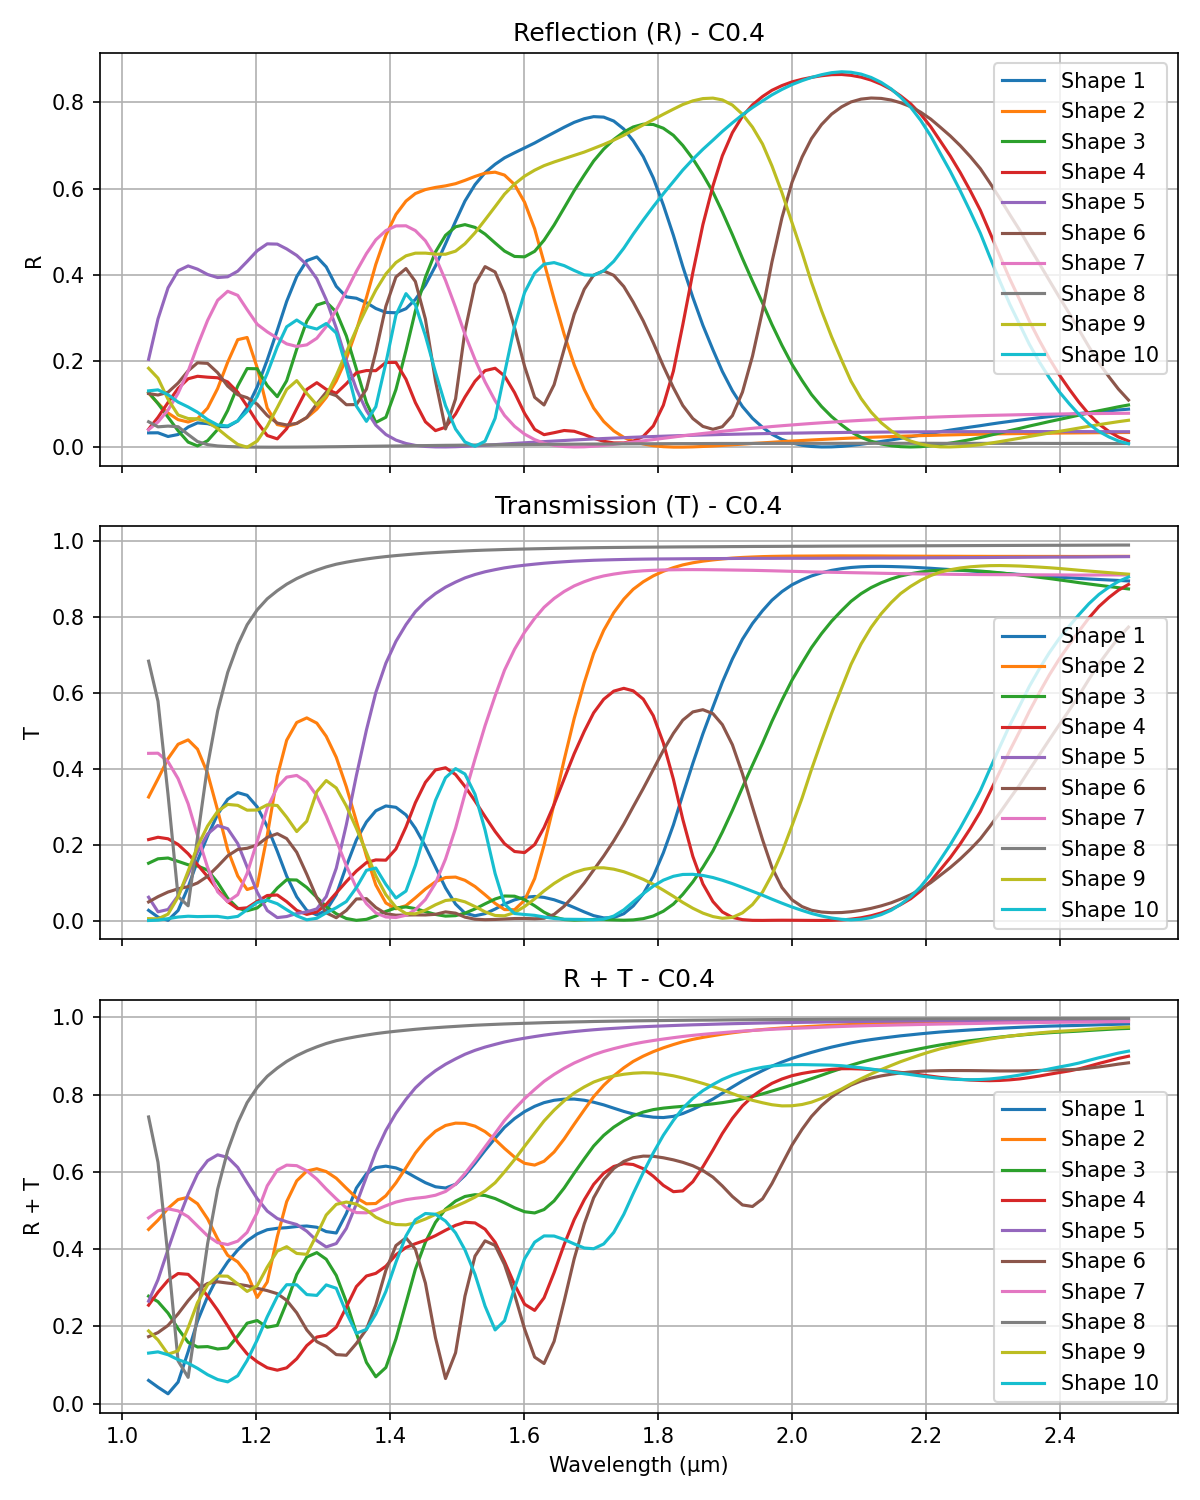 Reflection (R) - C0.4
R
0.8
0.6
0.4
0.2
0.0
Shape 1
Shape 2
Shape 3
Shape 4
Shape 5
Shape 6
Shape 7
Shape 8
Shape 9
Shape 10
Transmission (T) - C0.4
T
1.0
0.8
0.6
0.4
0.2
0.0
Shape 1
Shape 2
Shape 3
Shape 4
Shape 5
Shape 6
Shape 7
Shape 8
Shape 9
Shape 10
R + T - C0.4
R + T
1.0
0.8
0.6
0.4
0.2
0.0
Shape 1
Shape 2
Shape 3
Shape 4
Shape 5
Shape 6
Shape 7
Shape 8
Shape 9
Shape 10
1.0 1.2 1.4 1.6 1.8 2.0 2.2 2.4
Wavelength (μm)